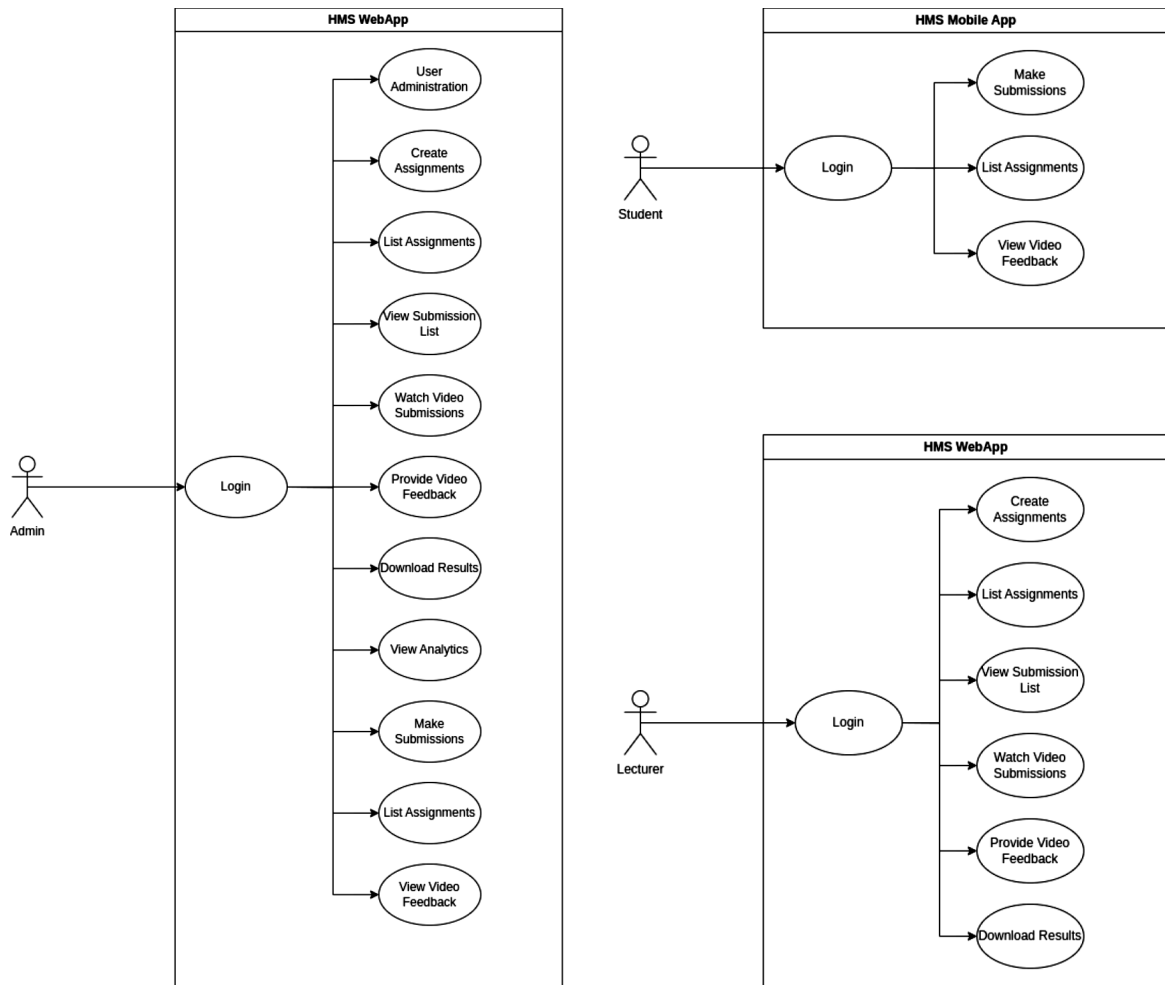 HMS WebApp
User
Administration
Create
Assignments
List Assignments
View Submission
List
Watch Video
Submissions
Admin
Login
Provide Video
Feedback
Download Results
View Analytics
Make
Submissions
List Assignments
View Video
Feedback
HMS Mobile App
Make
Submissions
Student
Login
List Assignments
View Video
Feedback
HMS WebApp
Create
Assignments
List Assignments
View Submission
List
Lecturer
Login
Watch Video
Submissions
Provide Video
Feedback
Download Results